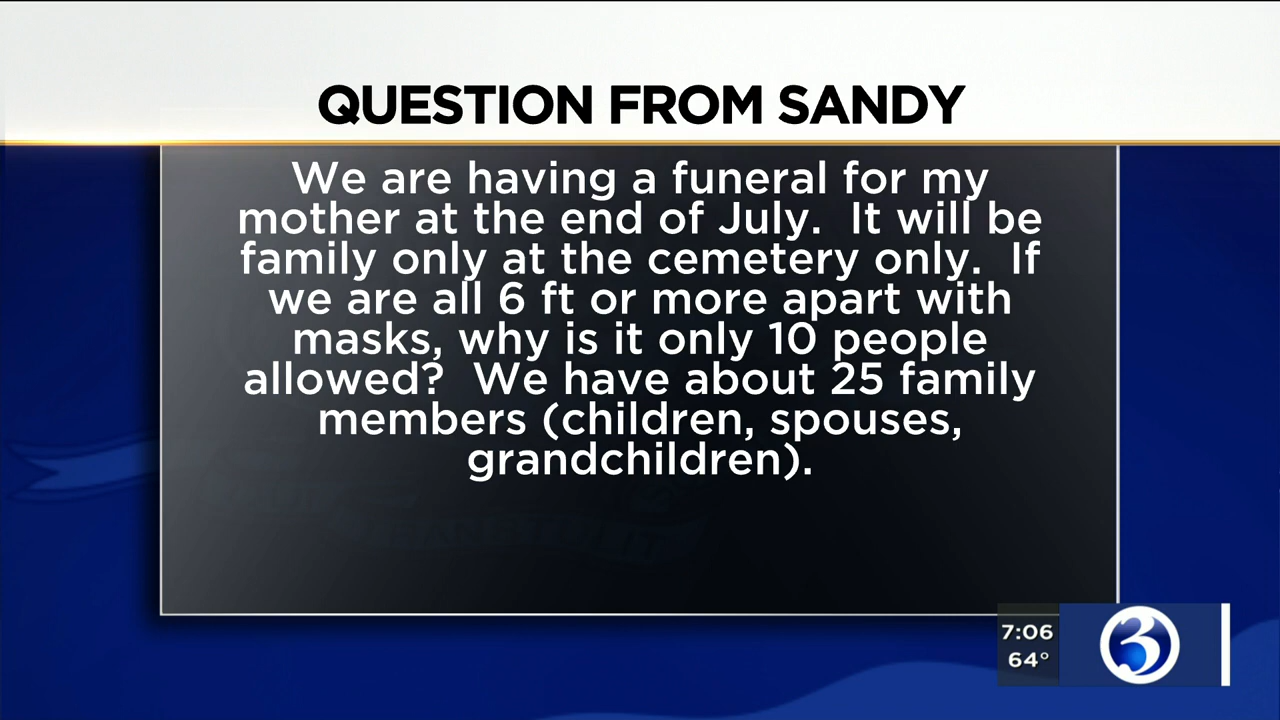 QUESTION FROM SANDY
We are having a funeral for my
mother at the end of July.  It will be
family only at the cemetery only.  If
we are all 6 ft or more apart with
masks, why is it only 10 people
allowed?  We have about 25 family
members (children, spouses,
grandchildren).
7:06
64°
3